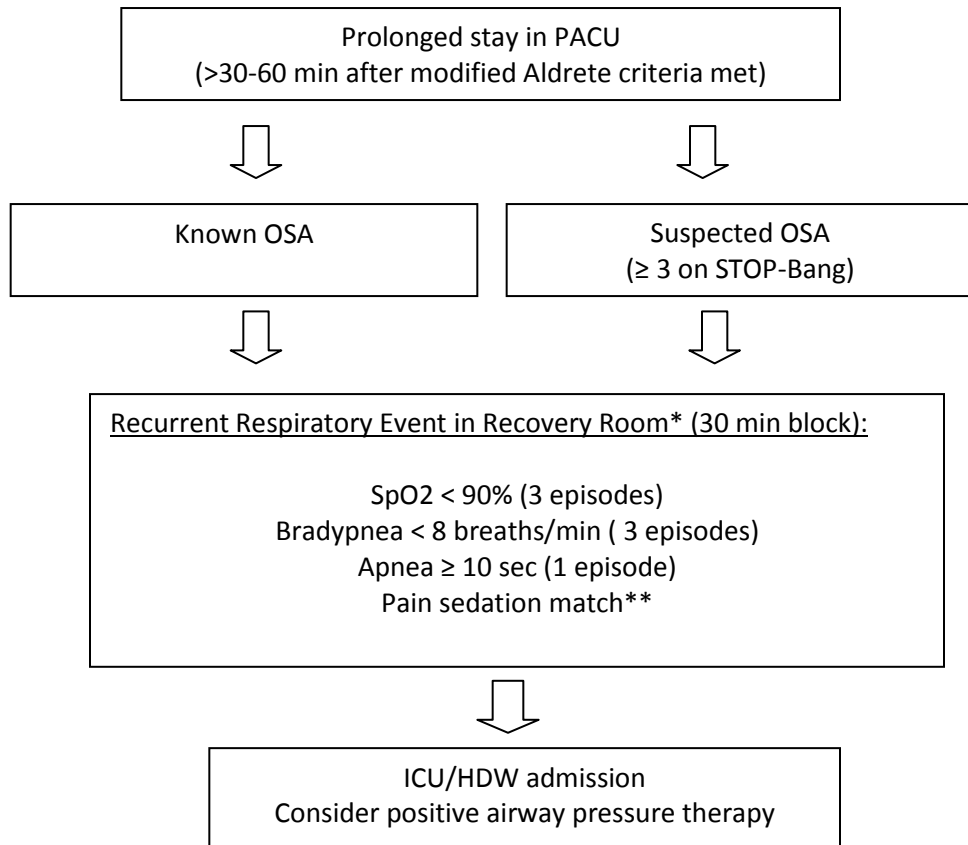 Prolonged stay in PACU
(>30-60 min after modified Aldrete criteria met)
Known OSA
Suspected OSA
(≥ 3 on STOP-Bang)
Recurrent Respiratory Event in Recovery Room* (30 min block):
SpO2 < 90% (3 episodes)
Bradypnea < 8 breaths/min ( 3 episodes)
Apnea ≥ 10 sec (1 episode)
Pain sedation match**
ICU/HDW admission
Consider positive airway pressure therapy